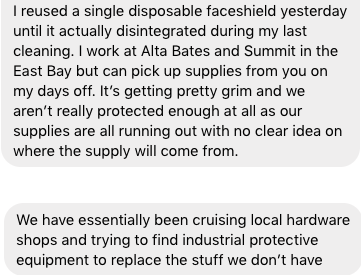 I reused a single disposable faceshield yesterday
until it actually disintegrated during my last
cleaning. I work at Alta Bates and Summit in the
East Bay but can pick up supplies from you on
my days off. It’s getting pretty grim and we
aren’t really protected enough at all as our
supplies are all running out with no clear idea on
where the supply will come from.
We have essentially been cruising local hardware
shops and trying to find industrial protective
equipment to replace the stuff we don’t have